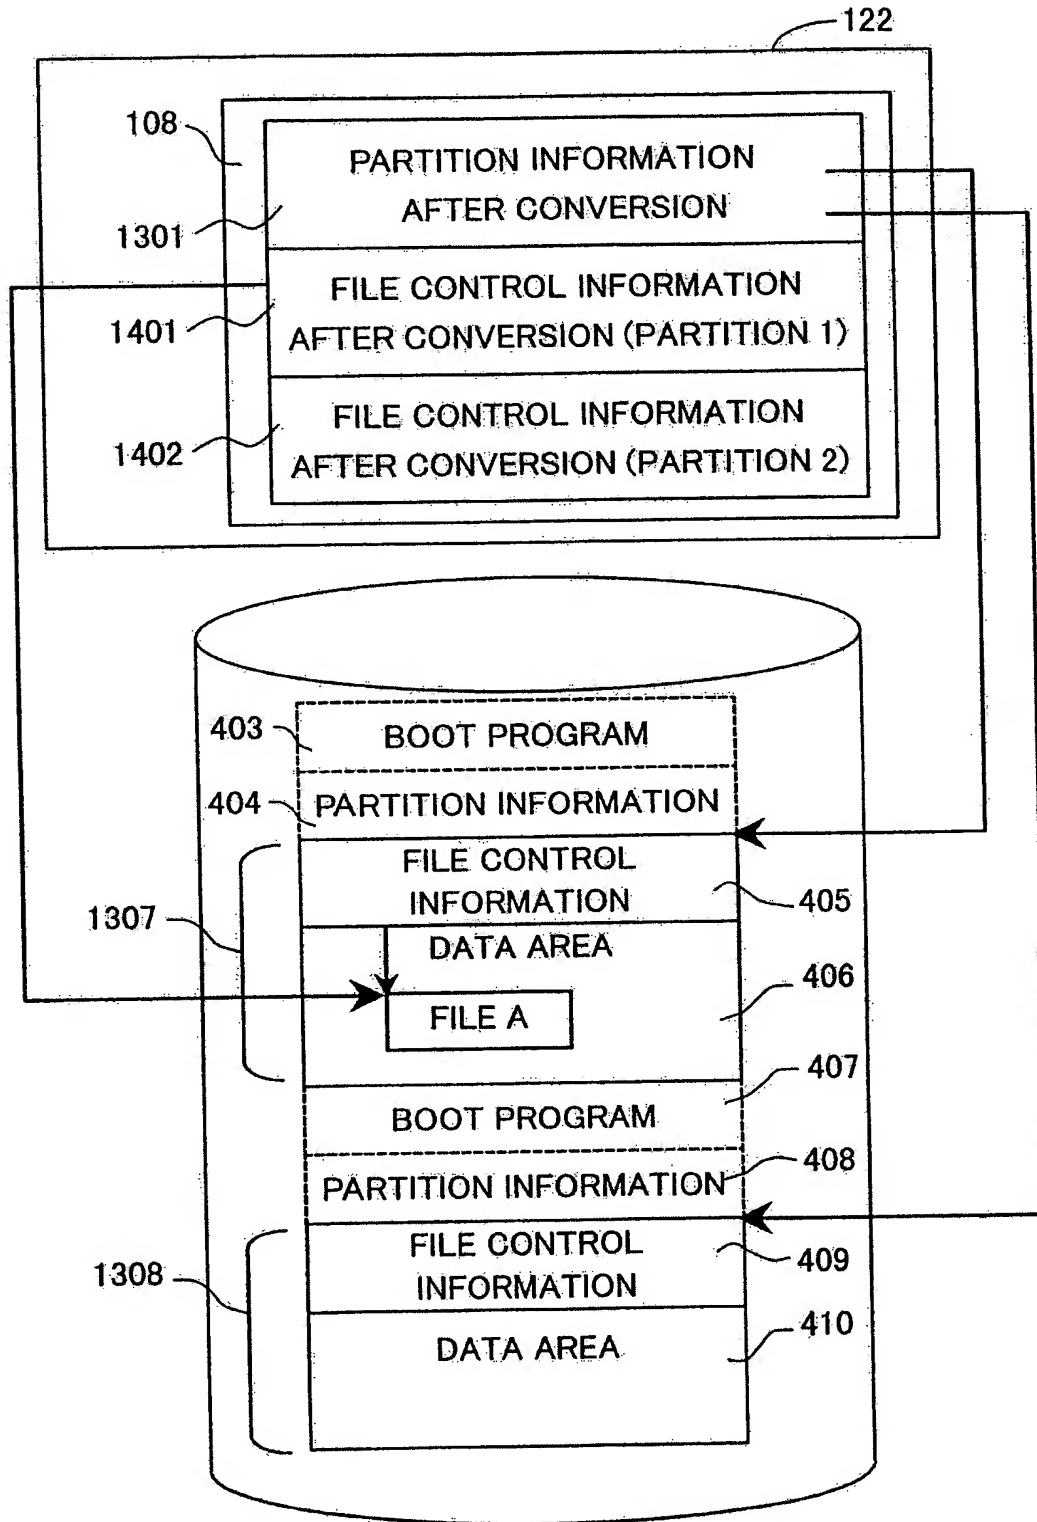 122
108
PARTITION INFORMATION
AFTER CONVERSION
1301
FILE CONTROL INFORMATION
AFTER CONVERSION (PARTITION 1)
1401
FILE CONTROL INFORMATION
AFTER CONVERSION (PARTITION 2)
1402
403
BOOT PROGRAM
404
PARTITION INFORMATION
FILE CONTROL
INFORMATION
405
1307
DATA AREA
406
FILE A
407
BOOT PROGRAM
408
PARTITION INFORMATION
FILE CONTROL
INFORMATION
409
1308
DATA AREA
410